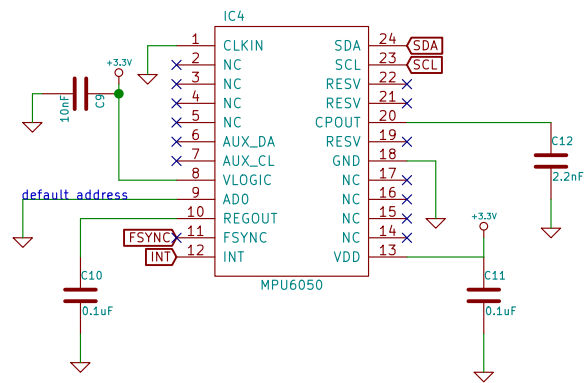 IC4
1 CLKIN SDA 24 SDA
2 NC SCL 23 SCL
3 NC RESV 22
4 NC RESV 21
5 NC CPOUT 20
6 AUX_DA RESV 19
7 AUX_CL GND 18
8 VLOGIC NC 17
9 AD0 NC 16
10 REGOUT NC 15
FSYNC 11 FSYNC NC 14
INT 12 INT VDD 13
MPU6050
+3.3V
10nF
C9
default address
C10
0.1uF
C12
2.2nF
+3.3V
C11
0.1uF